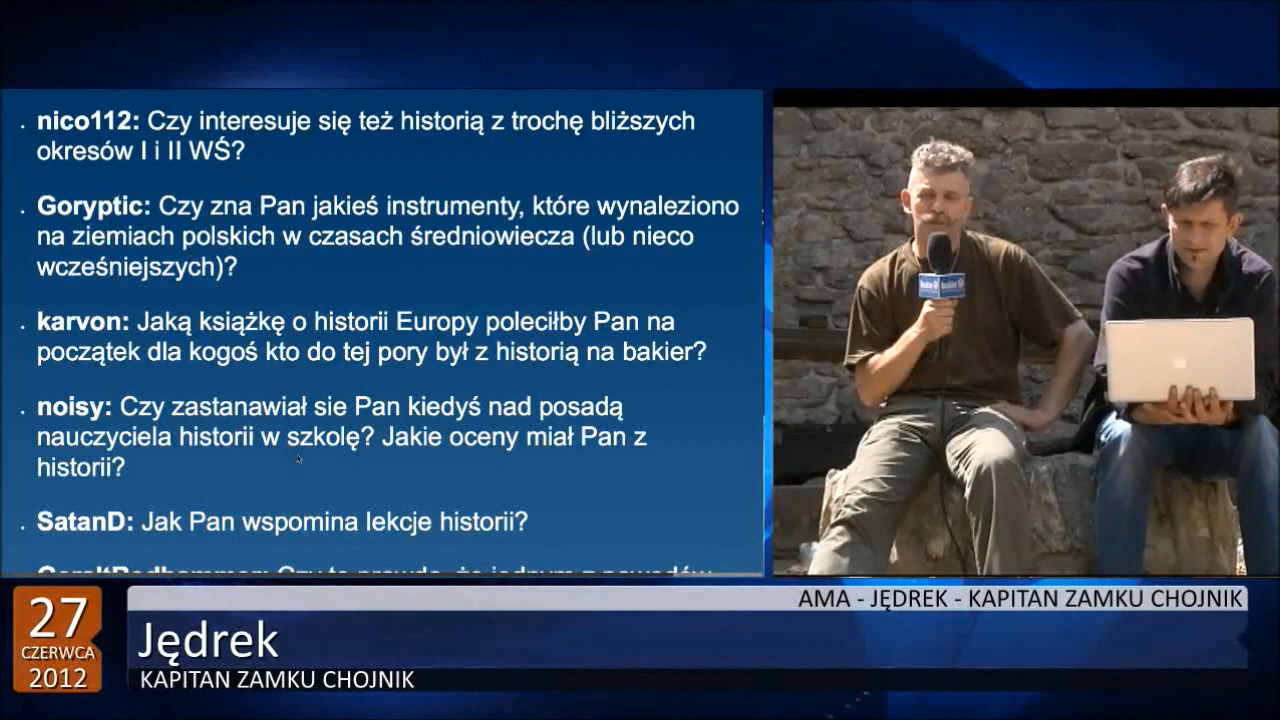 nico112: Czy interesuje się też historią z trochę bliższych
okresów I i II WŚ?
Goryptic: Czy zna Pan jakieś instrumenty, które wynaleziono
na ziemiach polskich w czasach średniowiecza (lub nieco
wcześniejszych)?
karvon: Jaką książkę o historii Europy poleciłby Pan na
początek dla kogoś kto do tej pory był z historią na bakier?
noisy: Czy zastanawiał sie Pan kiedyś nad posadą
nauczyciela historii w szkolę? Jakie oceny miał Pan z
historii?
SatanD: Jak Pan wspomina lekcje historii?
AMA - JĘDREK - KAPITAN ZAMKU CHOJNIK
27
CZERWCA
2012
Jędrek
KAPITAN ZAMKU CHOJNIK